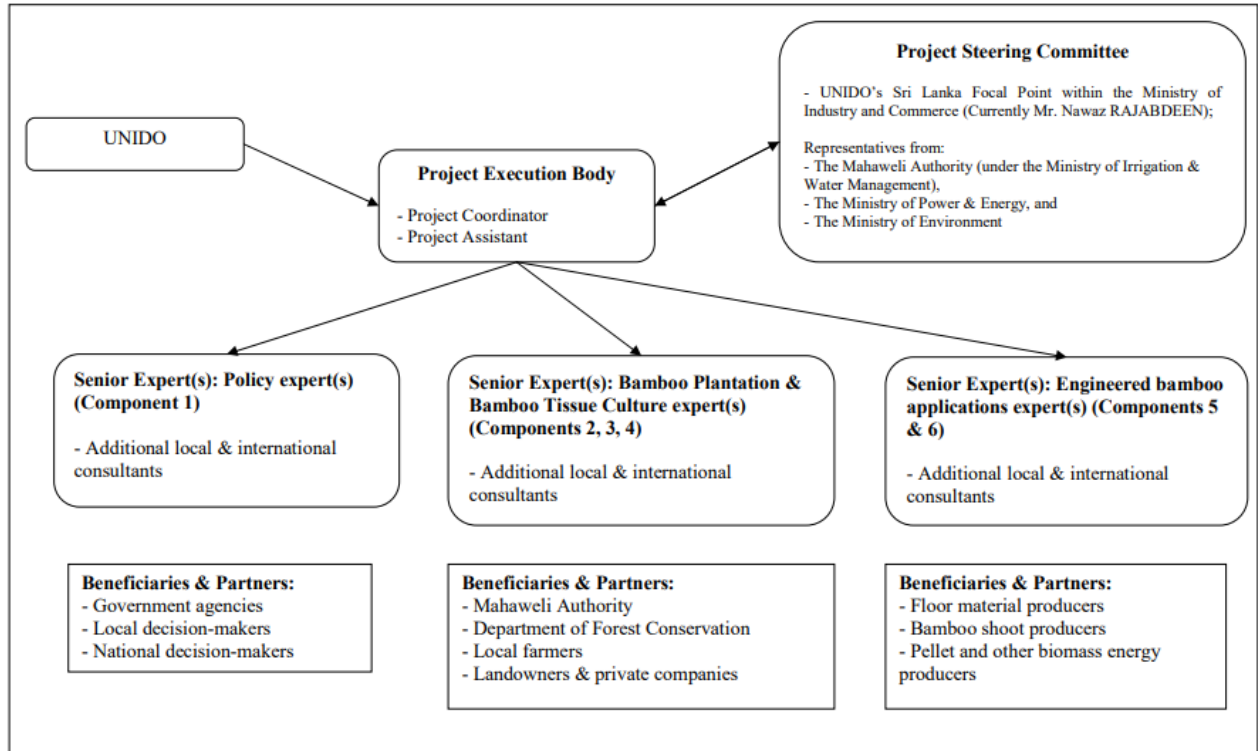 UNIDO
Project Steering Committee
- UNIDO's Sri Lanka Focal Point within the Ministry of
Industry and Commerce (Currently Mr. Nawaz RAJABDEEN);
Representatives from:
- The Mahaweli Authority (under the Ministry of Irrigation &
Water Management),
- The Ministry of Power & Energy, and
- The Ministry of Environment
Project Execution Body
- Project Coordinator
- Project Assistant
Senior Expert(s): Policy expert(s)
(Component 1)
- Additional local & international
consultants
Senior Expert(s): Bamboo Plantation &
Bamboo Tissue Culture expert(s)
(Components 2, 3, 4)
- Additional local & international
consultants
Senior Expert(s): Engineered bamboo
applications expert(s) (Components 5
& 6)
- Additional local & international
consultants
Beneficiaries & Partners:
- Government agencies
- Local decision-makers
- National decision-makers
Beneficiaries & Partners:
- Mahaweli Authority
- Department of Forest Conservation
- Local farmers
- Landowners & private companies
Beneficiaries & Partners:
- Floor material producers
- Bamboo shoot producers
- Pellet and other biomass energy
producers